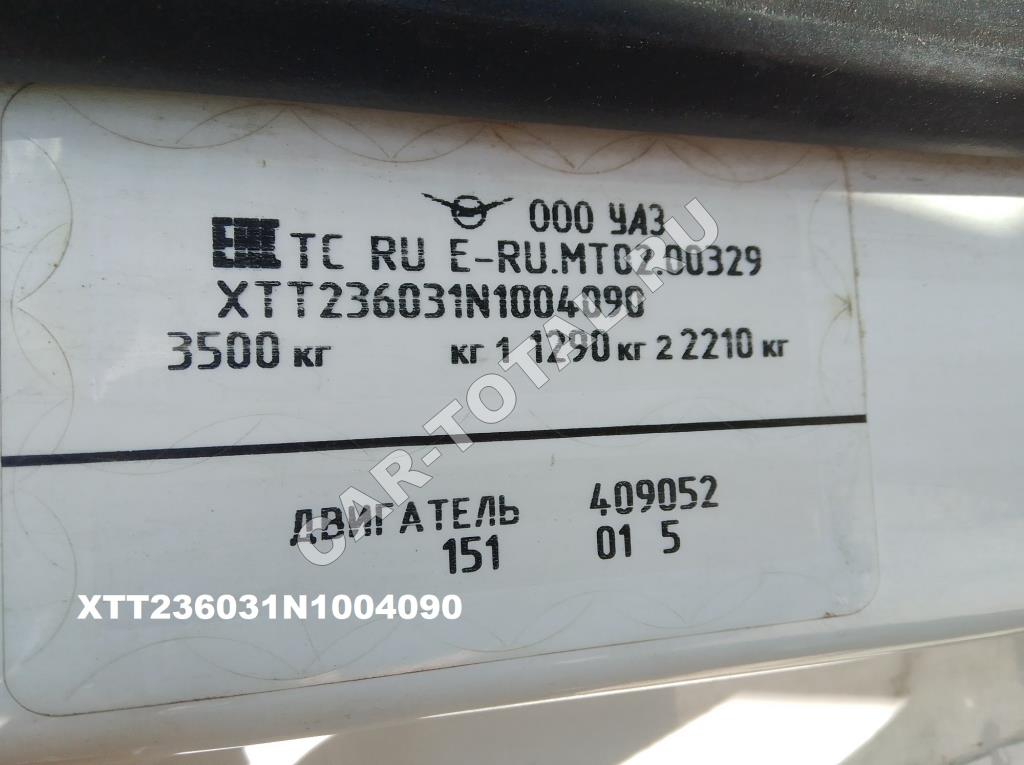 ООО УАЗ
ЕАС ТС RU E-RU.MT02.00329
XTT236031N1004090
3500 кг кг 1 1290 кг 2 2210 кг
ДВИГАТЕЛЬ 409052
151 01 5
XTT236031N1004090
CAR-TOTAL.RU